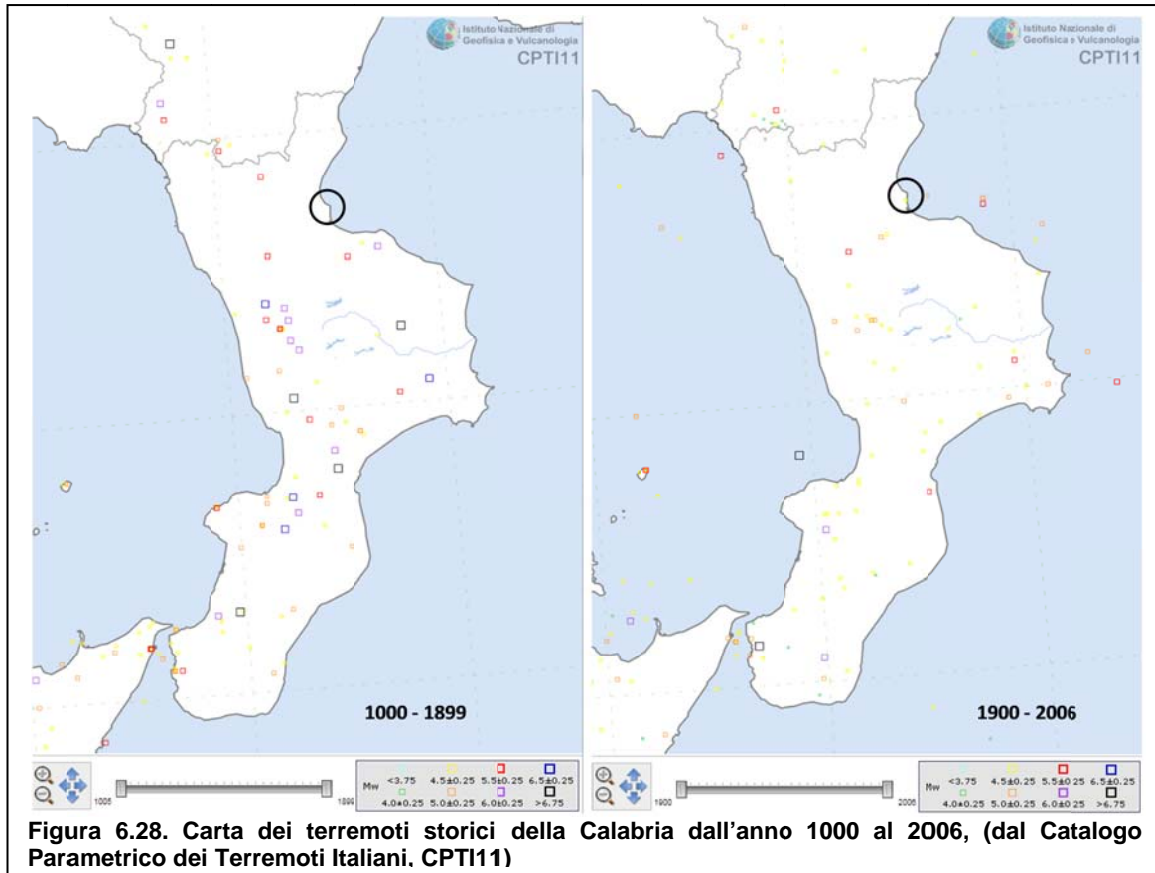 Istituto Nazionale di
Geofisica e Vulcanologia
CPTI11
1000 - 1899
Mw
<3.75 4.5±0.25 5.5±0.25 6.5±0.25
4.0±0.25 5.0±0.25 6.0±0.25 >6.75
1005
1899
Istituto Nazionale di
Geofisica e Vulcanologia
CPTI11
1900 - 2006
Mw
<3.75 4.5±0.25 5.5±0.25 6.5±0.25
4.0±0.25 5.0±0.25 6.0±0.25 >6.75
1900
2006
Figura 6.28. Carta dei terremoti storici della Calabria dall'anno 1000 al 2006, (dal Catalogo
Parametrico dei Terremoti Italiani, CPTI11)